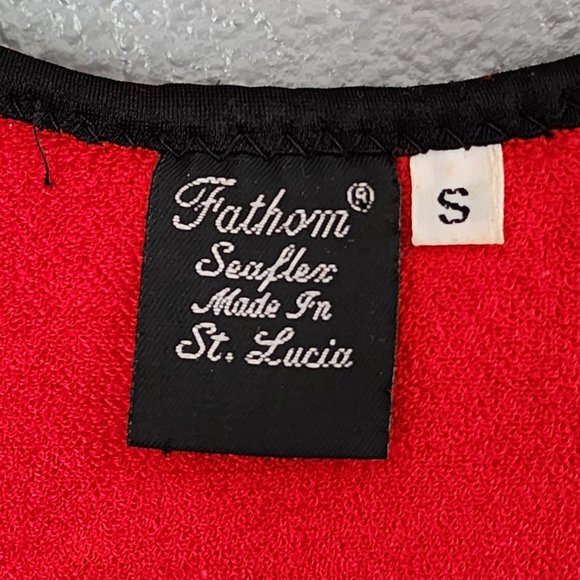 Fathom®
Seaflex
Made In
St. Lucia
S